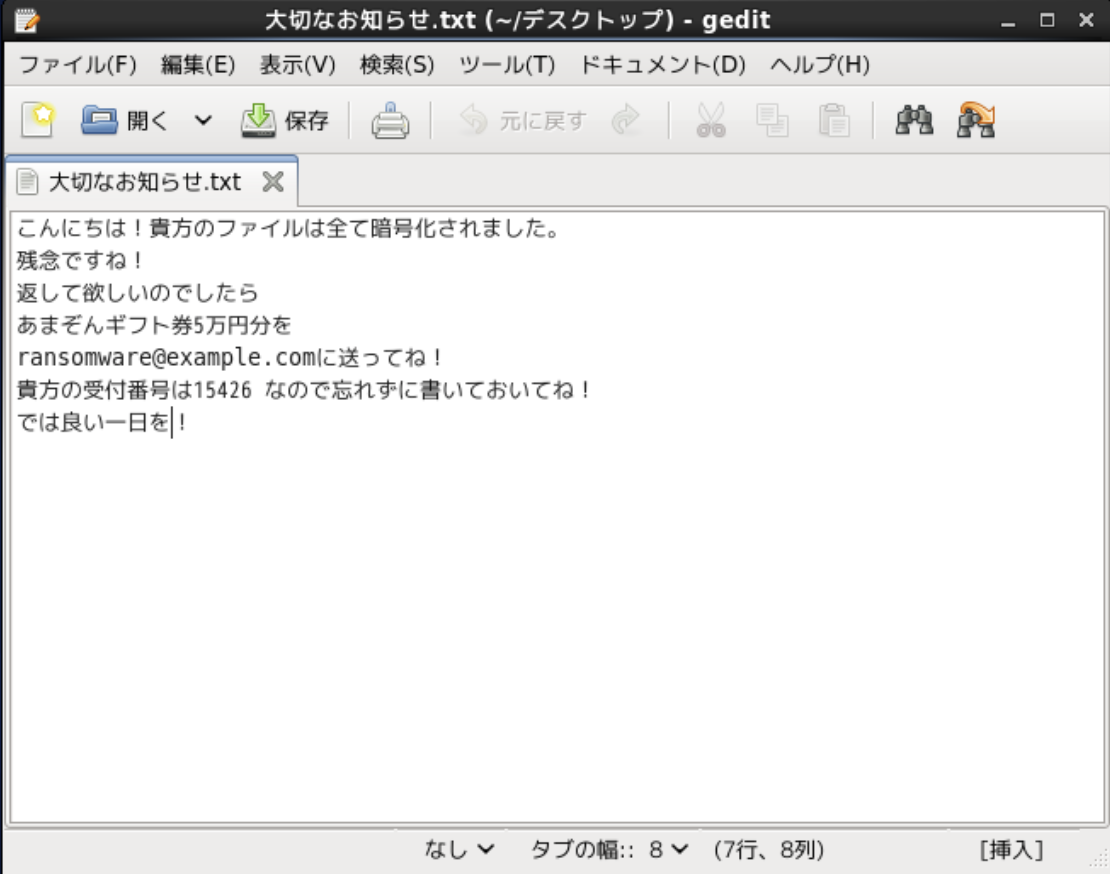 大切なお知らせ.txt (~/デスクトップ) - gedit
ファイル(F) 編集(E) 表示(V) 検索(S) ツール(T) ドキュメント(D) ヘルプ(H)
開く 保存 元に戻す
大切なお知らせ.txt
こんにちは！貴方のファイルは全て暗号化されました。
残念ですね！
返して欲しいのでしたら
あまぞんギフト券5万円分を
ransomware@example.comに送ってね！
貴方の受付番号は15426 なので忘れずに書いておいてね！
では良い一日を！
なし タブの幅:: 8 (7行、8列) [挿入]